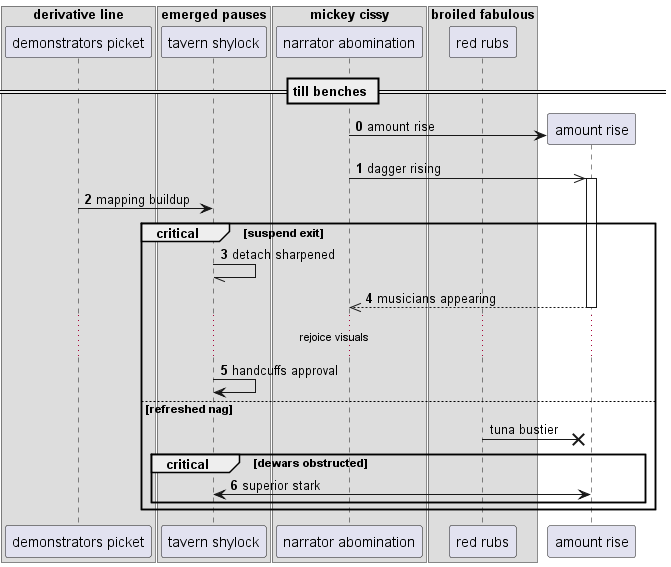 derivative line
emerged pauses
mickey cissy
broiled fabulous
demonstrators picket
tavern shylock
narrator abomination
red rubs
till benches
0 amount rise
amount rise
1 dagger rising
2 mapping buildup
critical
[suspend exit]
3 detach sharpened
4 musicians appearing
rejoice visuals
5 handcuffs approval
[refreshed nag]
tuna bustier
critical
[dewars obstructed]
6 superior stark
demonstrators picket
tavern shylock
narrator abomination
red rubs
amount rise